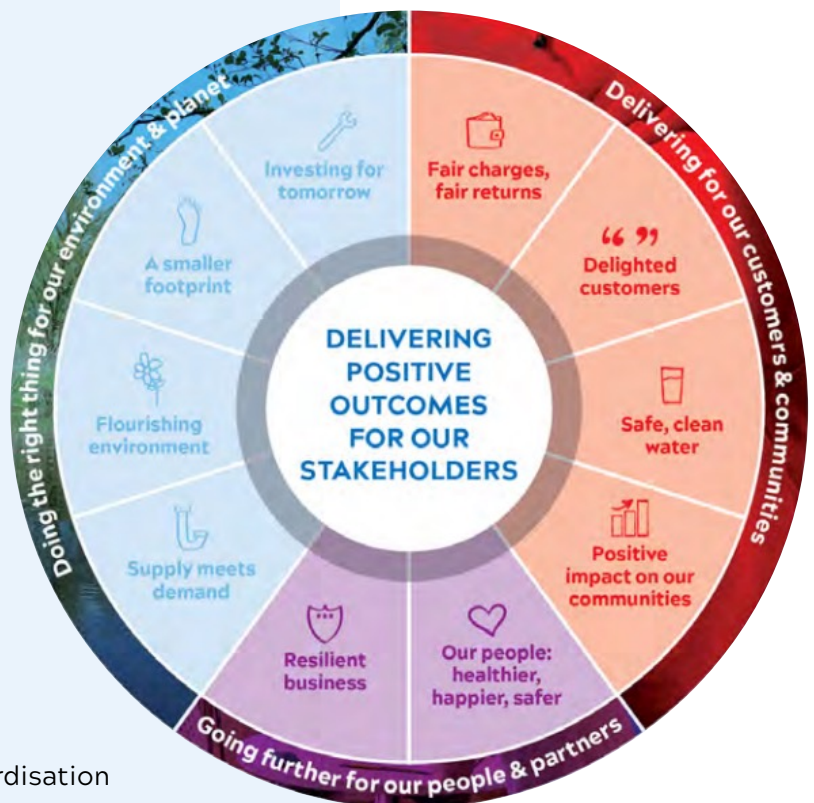 Doing the right thing for our environment & planet
Delivering for our customers & communities
Going further for our people & partners
Investing for
tomorrow
Fair charges,
fair returns
A smaller
footprint
Delighted
customers
Flourishing
environment
Safe, clean
water
Supply meets
demand
Positive
impact on our
communities
Resilient
business
Our people:
healthier,
happier, safer
DELIVERING
POSITIVE
OUTCOMES
FOR OUR
STAKEHOLDERS
rdisation